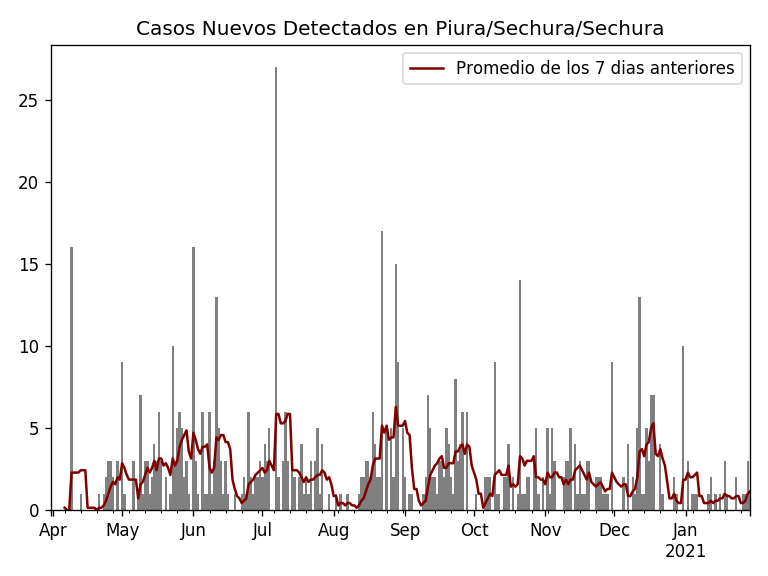 Casos Nuevos Detectados en Piura/Sechura/Sechura
Promedio de los 7 dias anteriores
25
20
15
10
5
0
Apr May Jun Jul Aug Sep Oct Nov Dec Jan
2021